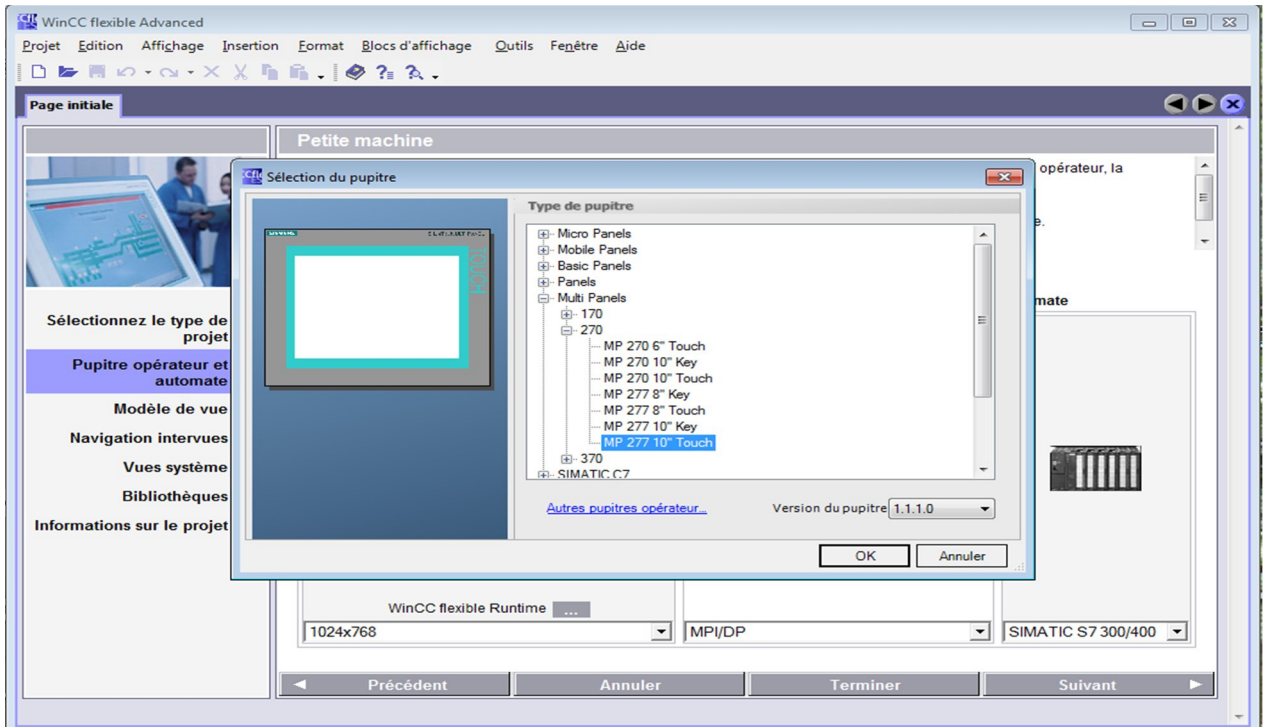 WinCC flexible Advanced
Projet Edition Affichage Insertion Format Blocs d'affichage Outils Fenêtre Aide
Page initiale
Petite machine
opérateur, la
e.
Sélection du pupitre
Type de pupitre
Micro Panels
Mobile Panels
Basic Panels
Panels
Multi Panels
170
270
MP 270 6" Touch
MP 270 10" Key
MP 270 10" Touch
MP 277 8" Key
MP 277 8" Touch
MP 277 10" Key
MP 277 10" Touch
370
SIMATIC C7
TOUCH
Autres pupitres opérateur...
Version du pupitre 1.1.1.0
OK Annuler
mate
Sélectionnez le type de
projet
Pupitre opérateur et
automate
Modèle de vue
Navigation intervues
Vues système
Bibliothèques
Informations sur le projet
WinCC flexible Runtime ...
1024x768 MPI/DP SIMATIC S7 300/400
Précédent Annuler Terminer Suivant